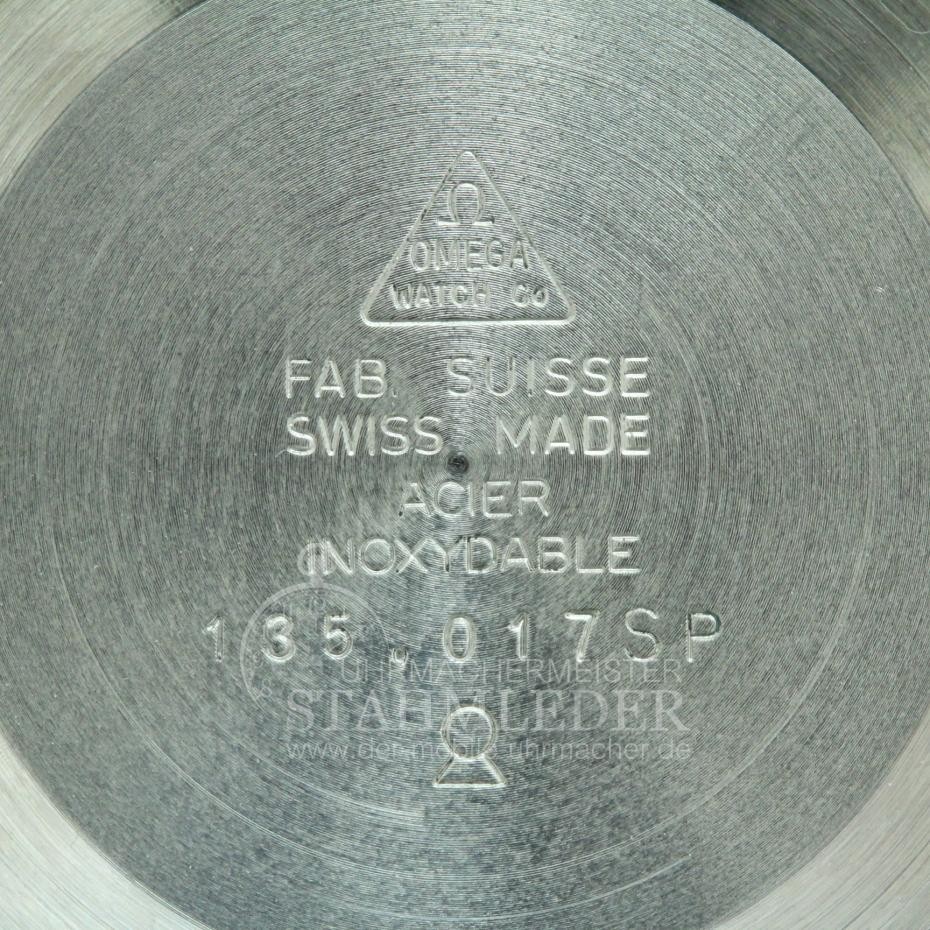 Ω
OMEGA
WATCH Co
FAB. SUISSE
SWISS MADE
ACIER
INOXYDABLE
135.017SP
UHRMACHERMEISTER
STAHMLEDER
www.der-mobile-uhrmacher.de